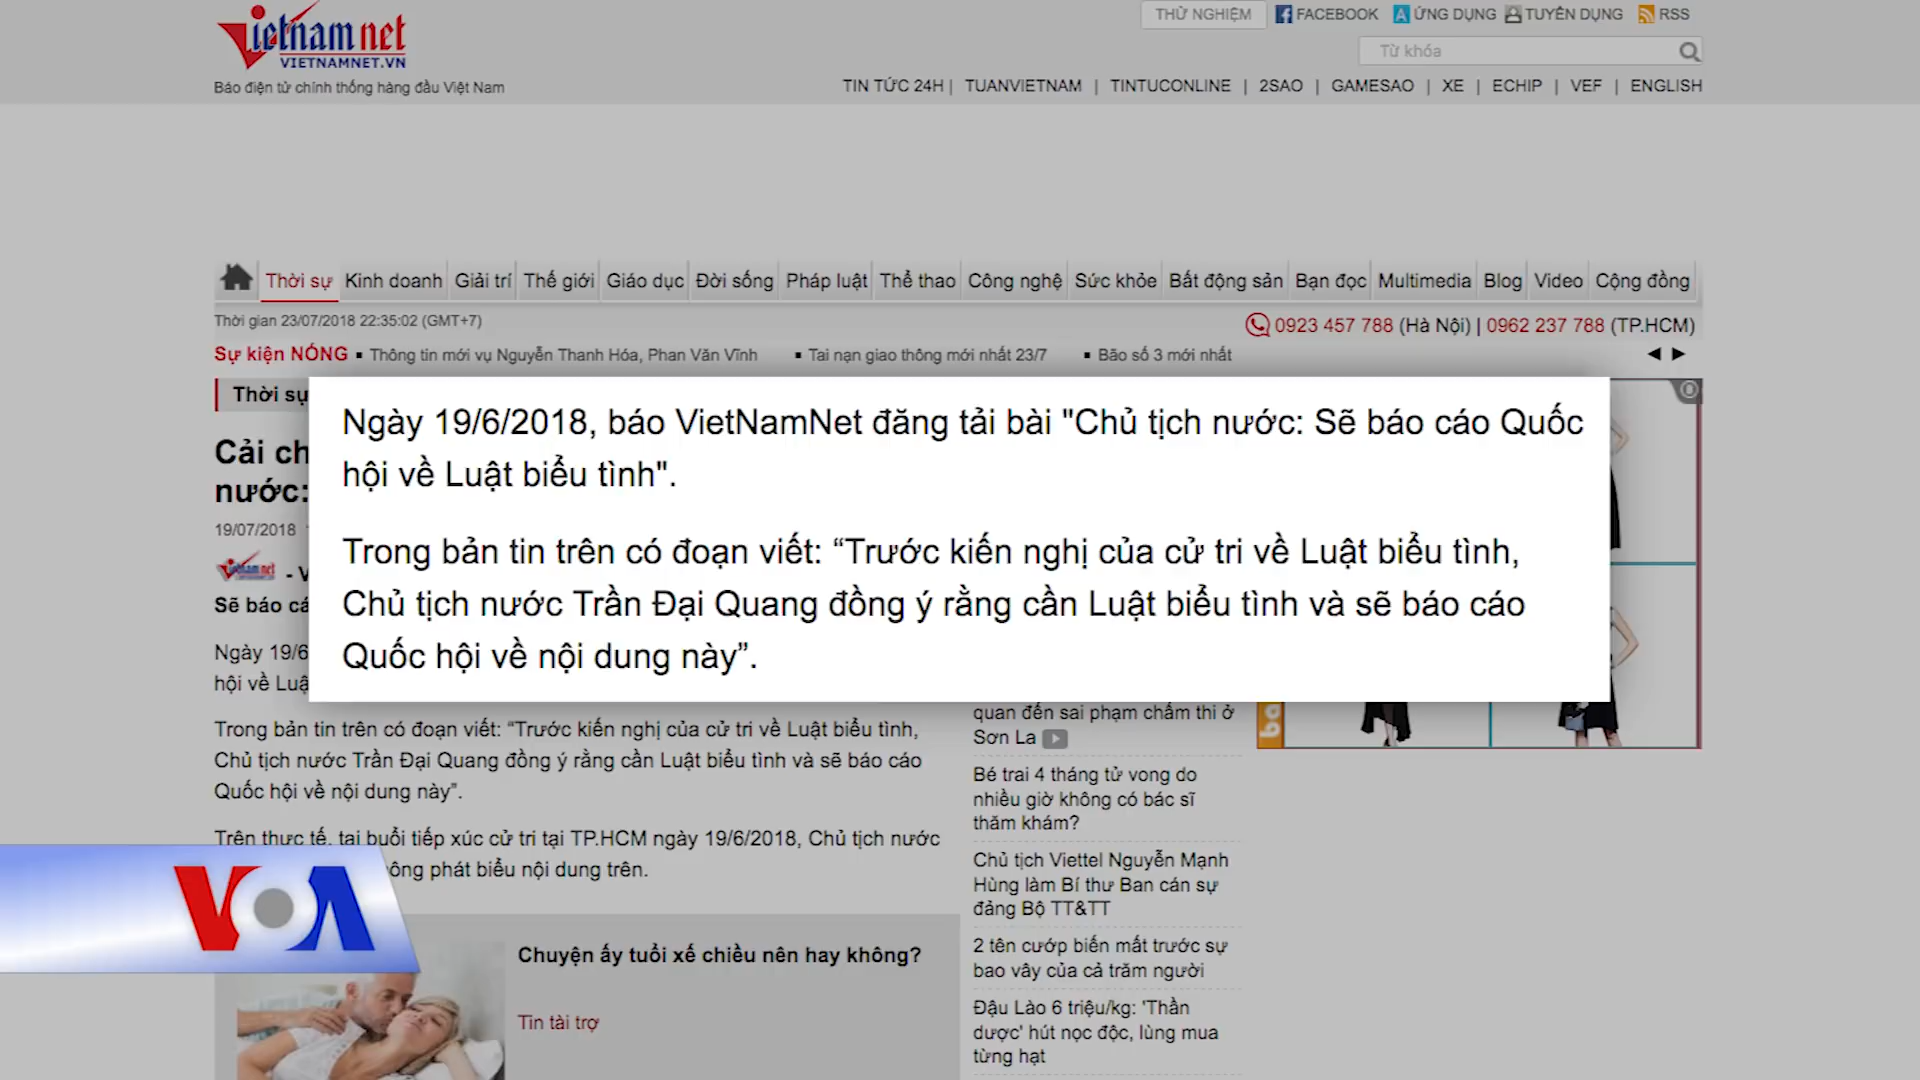 Vietnam net
VIETNAMNET.VN
Báo điện tử chính thống hàng đầu Việt Nam
THỬ NGHIỆM FACEBOOK ỨNG DỤNG TUYỂN DỤNG RSS
Từ khóa
TIN TỨC 24H | TUANVIETNAM | TINTUCONLINE | 2SAO | GAMESAO | XE | ECHIP | VEF | ENGLISH
Thời sự Kinh doanh Giải trí Thế giới Giáo dục Đời sống Pháp luật Thể thao Công nghệ Sức khỏe Bất động sản Bạn đọc Multimedia Blog Video Cộng đồng
Thời gian 23/07/2018 22:35:02 (GMT+7)
0923 457 788 (Hà Nội) | 0962 237 788 (TP.HCM)
Sự kiện NÓNG ▪ Thông tin mới vụ Nguyễn Thanh Hóa, Phan Văn Vĩnh ▪ Tai nạn giao thông mới nhất 23/7 ▪ Bão số 3 mới nhất
Thời sự
Cải ch
nước:
19/07/2018
Vietnam net - V
Sẽ báo cá
Ngày 19/6
hội về Luậ
Ngày 19/6/2018, báo VietNamNet đăng tải bài "Chủ tịch nước: Sẽ báo cáo Quốc
hội về Luật biểu tình".
Trong bản tin trên có đoạn viết: “Trước kiến nghị của cử tri về Luật biểu tình,
Chủ tịch nước Trần Đại Quang đồng ý rằng cần Luật biểu tình và sẽ báo cáo
Quốc hội về nội dung này”.
Trong bản tin trên có đoạn viết: “Trước kiến nghị của cử tri về Luật biểu tình,
Chủ tịch nước Trần Đại Quang đồng ý rằng cần Luật biểu tình và sẽ báo cáo
Quốc hội về nội dung này”.
Trên thực tế, tại buổi tiếp xúc cử tri tại TP.HCM ngày 19/6/2018, Chủ tịch nước
ông phát biểu nội dung trên.
VOA
Chuyện ấy tuổi xế chiều nên hay không?
Tin tài trợ
quan đến sai phạm chấm thi ở
Sơn La
Bé trai 4 tháng tử vong do
nhiều giờ không có bác sĩ
thăm khám?
Chủ tịch Viettel Nguyễn Mạnh
Hùng làm Bí thư Ban cán sự
đảng Bộ TT&TT
2 tên cướp biến mất trước sự
bao vây của cả trăm người
Đậu Lào 6 triệu/kg: 'Thần
dược' hút nọc độc, lùng mua
từng hạt